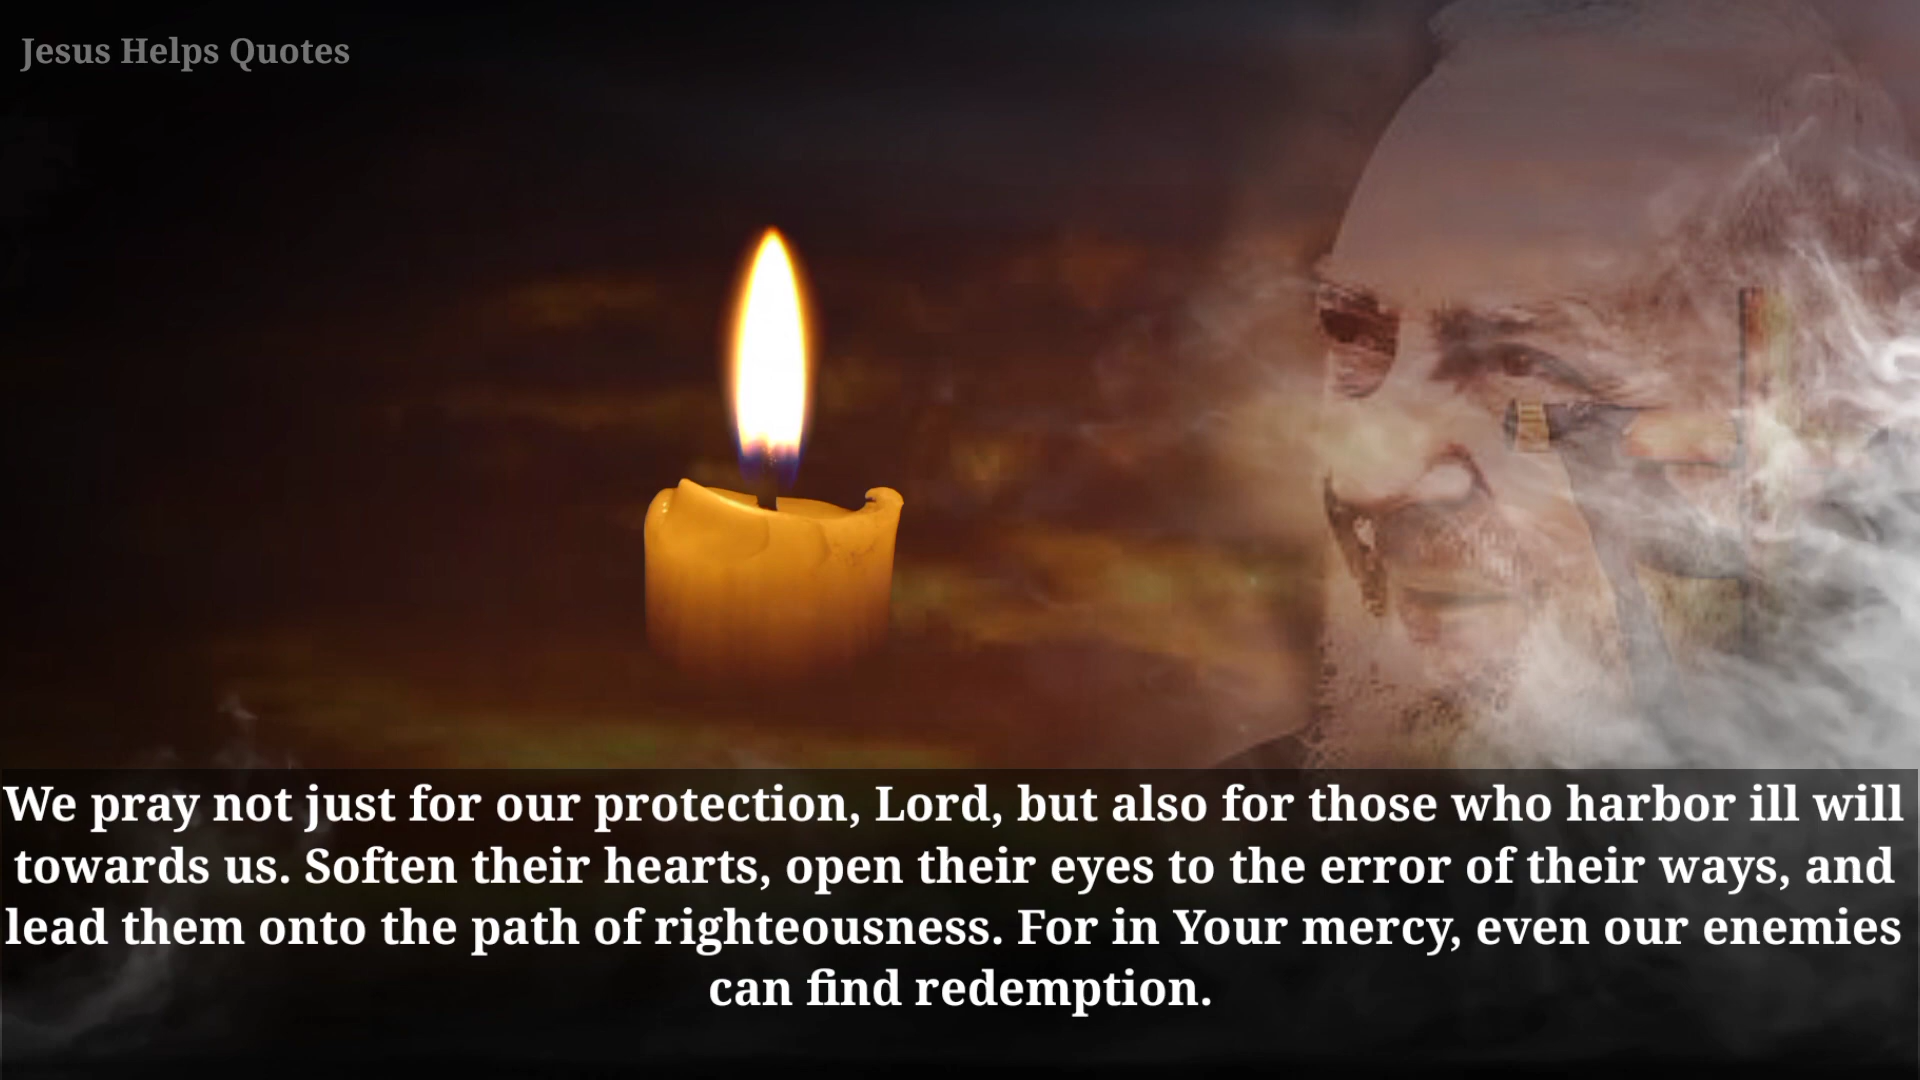 Jesus Helps Quotes
We pray not just for our protection, Lord, but also for those who harbor ill will
towards us. Soften their hearts, open their eyes to the error of their ways, and
lead them onto the path of righteousness. For in Your mercy, even our enemies
can find redemption.